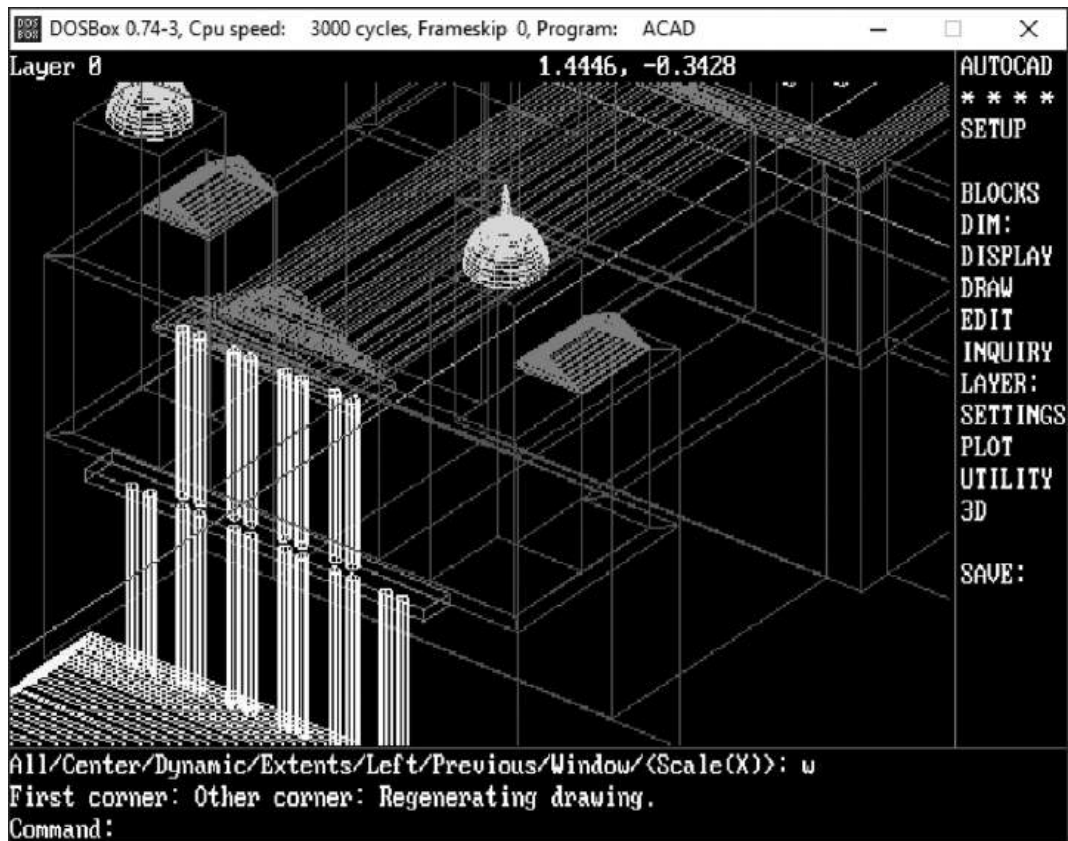 DOSBox 0.74-3, Cpu speed: 3000 cycles, Frameskip 0, Program: ACAD
Layer 0 1.4446, -0.3428
AUTOCAD
* * * *
SETUP
BLOCKS
DIM:
DISPLAY
DRAW
EDIT
INQUIRY
LAYER:
SETTINGS
PLOT
UTILITY
3D
SAVE:
All/Center/Dynamic/Extents/Left/Previous/Window/<Scale(X)>: w
First corner: Other corner: Regenerating drawing.
Command: